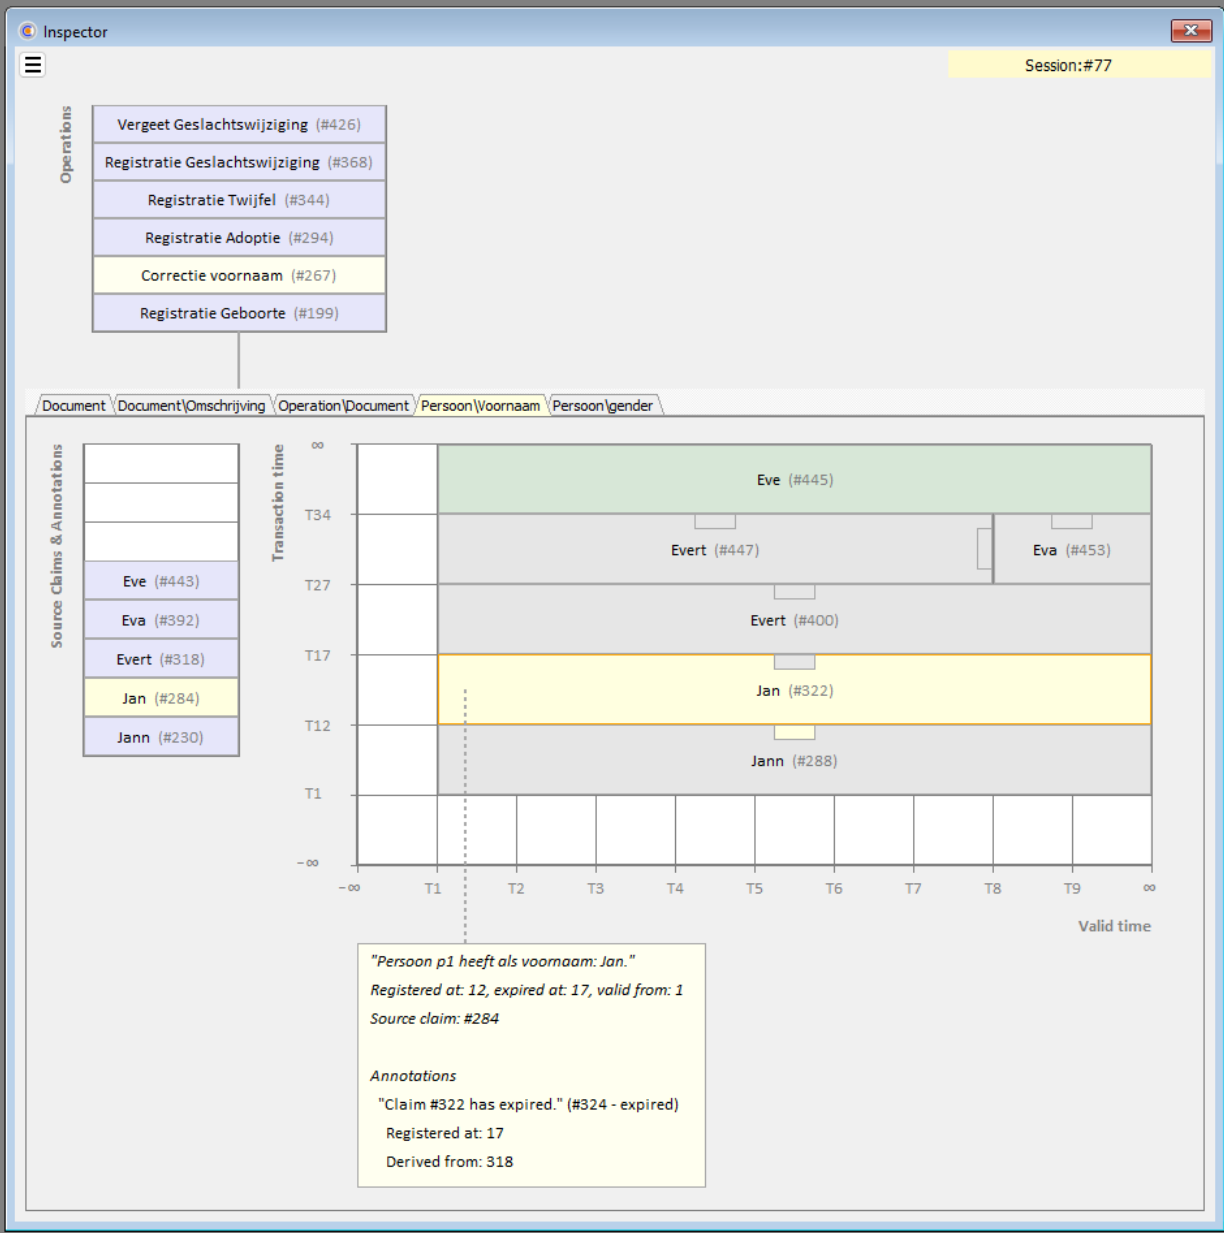 Inspector
Session:#77
Operations
Vergeet Geslachtswijziging (#426)
Registratie Geslachtswijziging (#368)
Registratie Twijfel (#344)
Registratie Adoptie (#294)
Correctie voornaam (#267)
Registratie Geboorte (#199)
Document
Document\Omschrijving
Operation\Document
Persoon\Voornaam
Persoon\gender
Source Claims & Annotations
Eve (#443)
Eva (#392)
Evert (#318)
Jan (#284)
Jann (#230)
Transaction time
∞
T34
T27
T17
T12
T1
-∞
Eve (#445)
Evert (#447)
Eva (#453)
Evert (#400)
Jan (#322)
Jann (#288)
-∞ T1 T2 T3 T4 T5 T6 T7 T8 T9 ∞
Valid time
"Persoon p1 heeft als voornaam: Jan."
Registered at: 12, expired at: 17, valid from: 1
Source claim: #284
Annotations
"Claim #322 has expired." (#324 - expired)
Registered at: 17
Derived from: 318